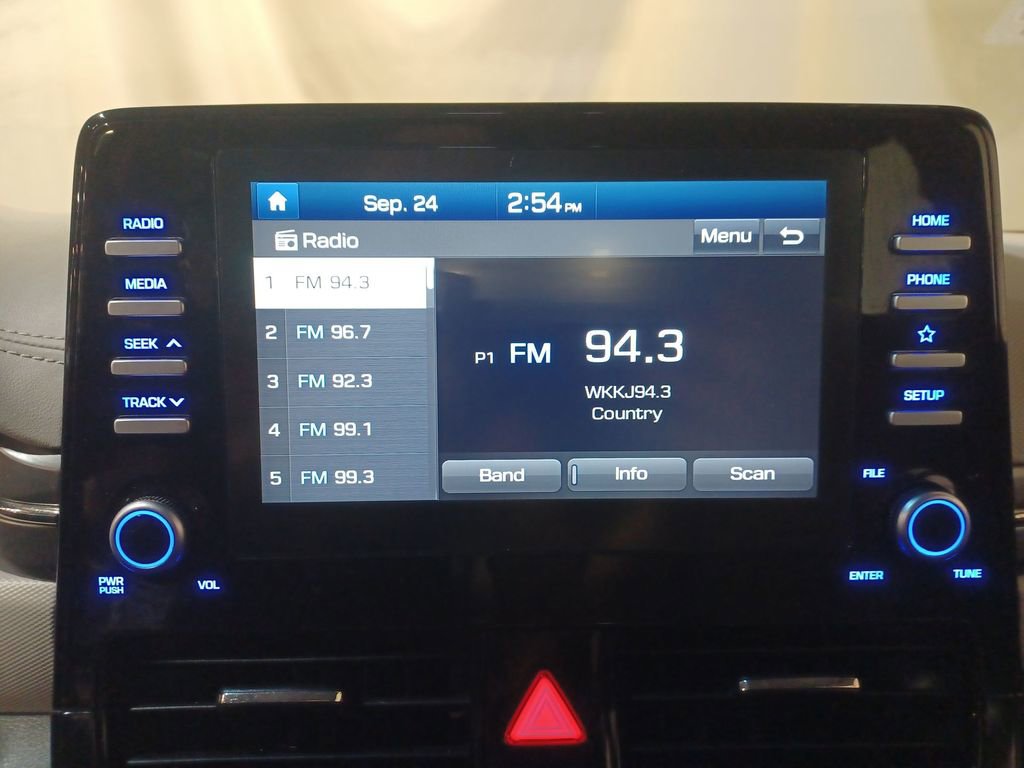 Sep. 24 2:54 PM
Radio Menu
1 FM 94.3
2 FM 96.7
3 FM 92.3
4 FM 99.1
5 FM 99.3
P1 FM 94.3
WKKJ94.3
Country
Band Info Scan
RADIO
MEDIA
SEEK
TRACK
PWR
PUSH
VOL
HOME
PHONE
SETUP
FILE
ENTER
TUNE